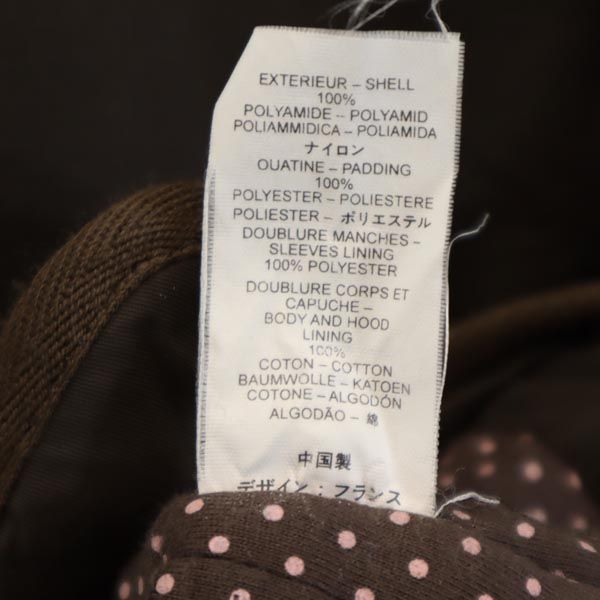 EXTERIEUR – SHELL
100%
POLYAMIDE – POLYAMID
POLIAMMIDICA – POLIAMIDA
ナイロン
OUATINE – PADDING
100%
POLYESTER – POLIESTERE
POLIESTER – ポリエステル
DOUBLURE MANCHES –
SLEEVES LINING
100% POLYESTER
DOUBLURE CORPS ET
CAPUCHE –
BODY AND HOOD
LINING
100%
COTON – COTTON
BAUMWOLLE – KATOEN
COTONE – ALGODÓN
ALGODÃO – 綿
中国製
デザイン：フランス